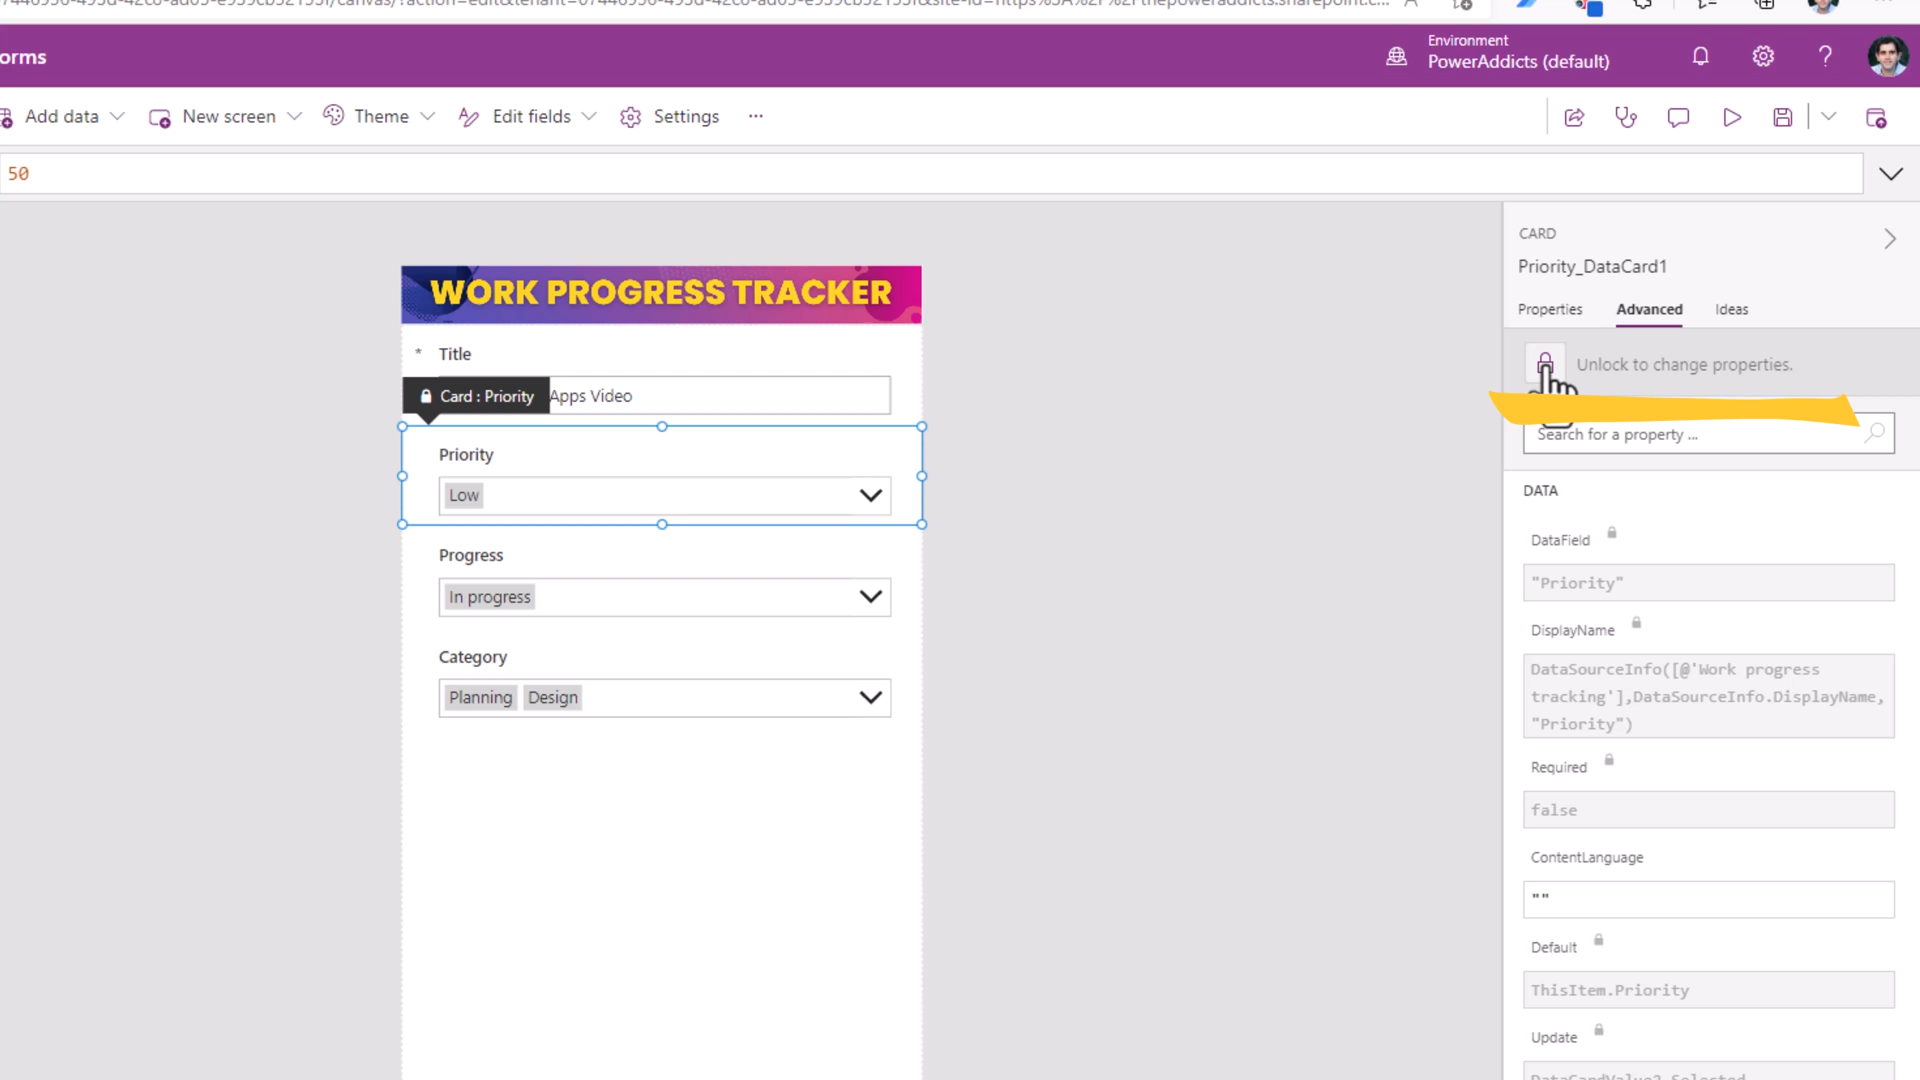 orms
Environment
PowerAddicts (default)
Add data
New screen
Theme
Edit fields
Settings
...
50
CARD
Priority_DataCard1
Properties
Advanced
Ideas
WORK PROGRESS TRACKER
* Title
Unlock to change properties.
Card : Priority
Apps Video
Search for a property ...
Priority
Low
DATA
DataField
"Priority"
Progress
In progress
DisplayName
DataSourceInfo([@'Work progress
tracking'],DataSourceInfo.DisplayName,
"Priority")
Category
Planning
Design
Required
false
ContentLanguage
""
Default
ThisItem.Priority
Update